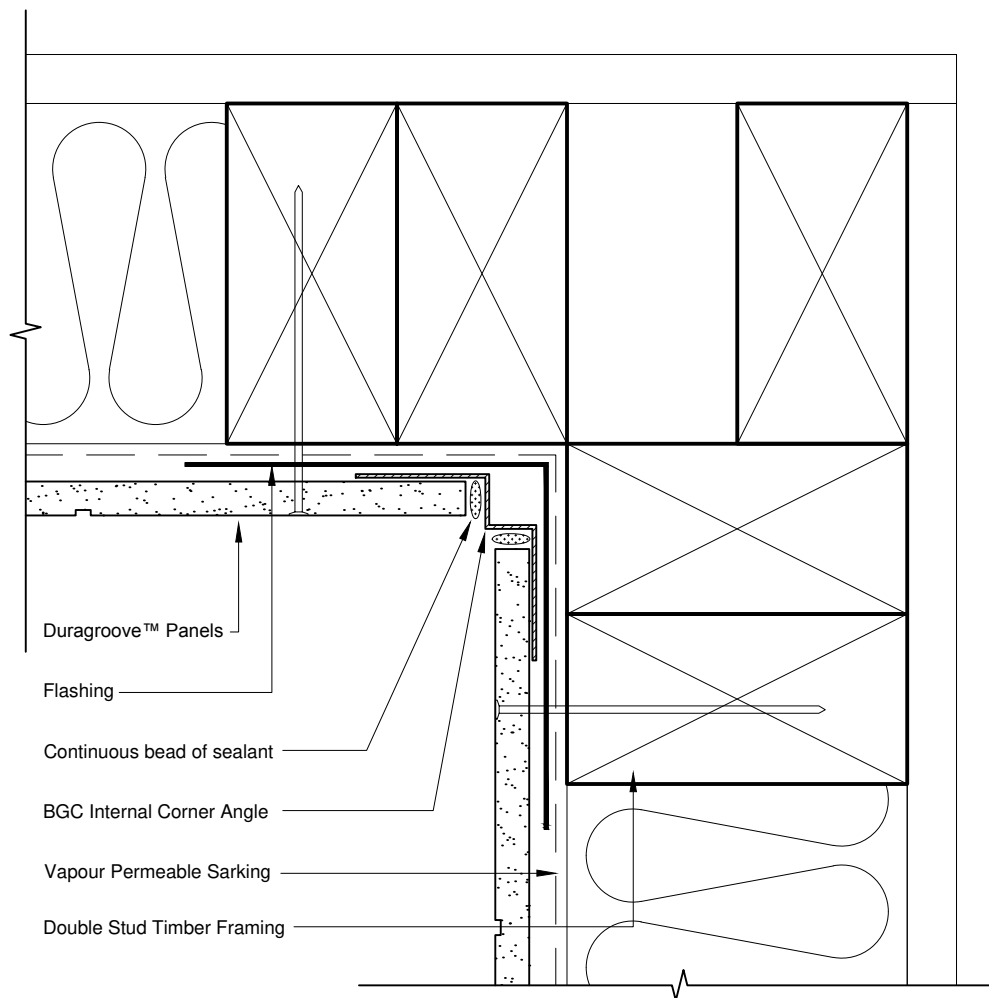 Duragroove™ Panels
Flashing
Continuous bead of sealant
BGC Internal Corner Angle
Vapour Permeable Sarking
Double Stud Timber Framing